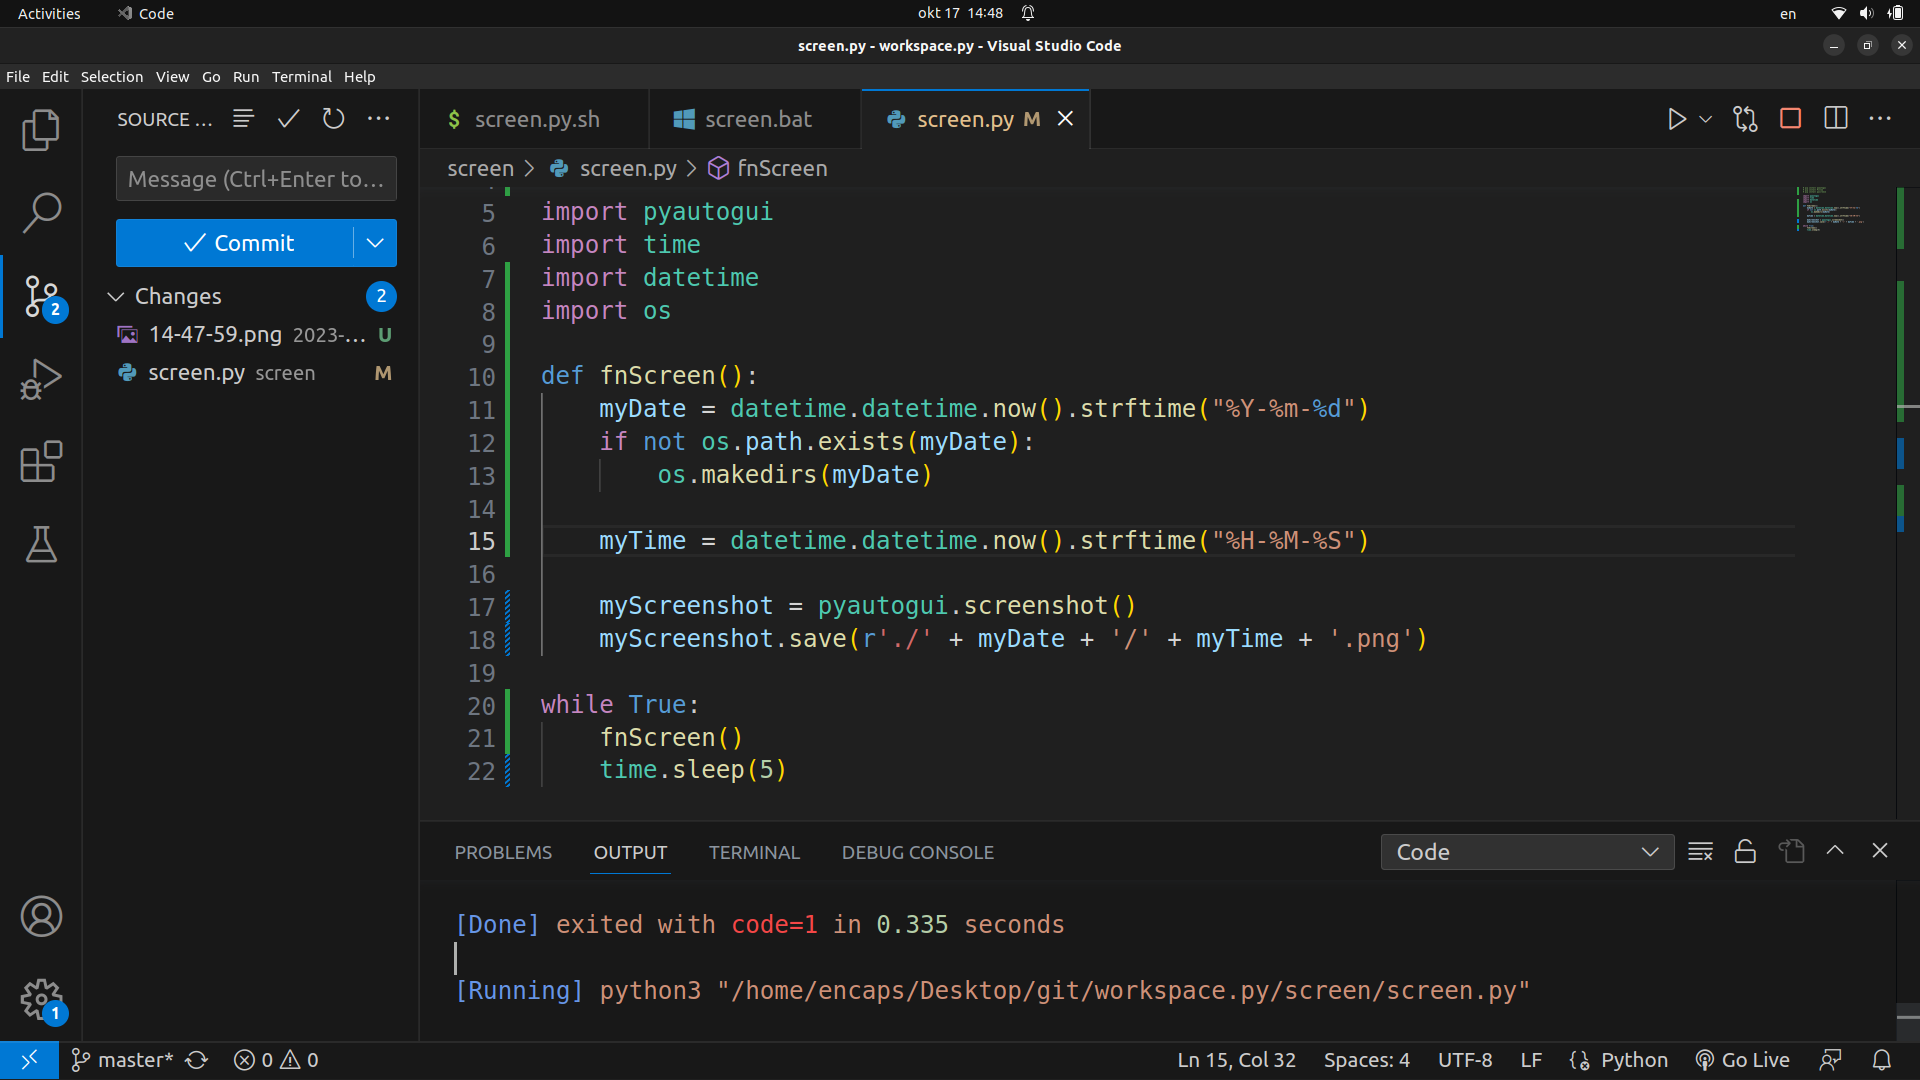 Activities Code okt 17 14:48 en
screen.py - workspace.py - Visual Studio Code
File Edit Selection View Go Run Terminal Help
SOURCE ...
Message (Ctrl+Enter to...
Commit
Changes 2
14-47-59.png 2023-... U
screen.py screen M
2
1
screen.py.sh screen.bat screen.py M
screen > screen.py > fnScreen
5 import pyautogui
6 import time
7 import datetime
8 import os
9
10 def fnScreen():
11 myDate = datetime.datetime.now().strftime("%Y-%m-%d")
12 if not os.path.exists(myDate):
13 os.makedirs(myDate)
14
15 myTime = datetime.datetime.now().strftime("%H-%M-%S")
16
17 myScreenshot = pyautogui.screenshot()
18 myScreenshot.save(r'./' + myDate + '/' + myTime + '.png')
19
20 while True:
21 fnScreen()
22 time.sleep(5)
PROBLEMS OUTPUT TERMINAL DEBUG CONSOLE Code
[Done] exited with code=1 in 0.335 seconds
[Running] python3 "/home/encaps/Desktop/git/workspace.py/screen/screen.py"
master* 0 0 Ln 15, Col 32 Spaces: 4 UTF-8 LF Python Go Live